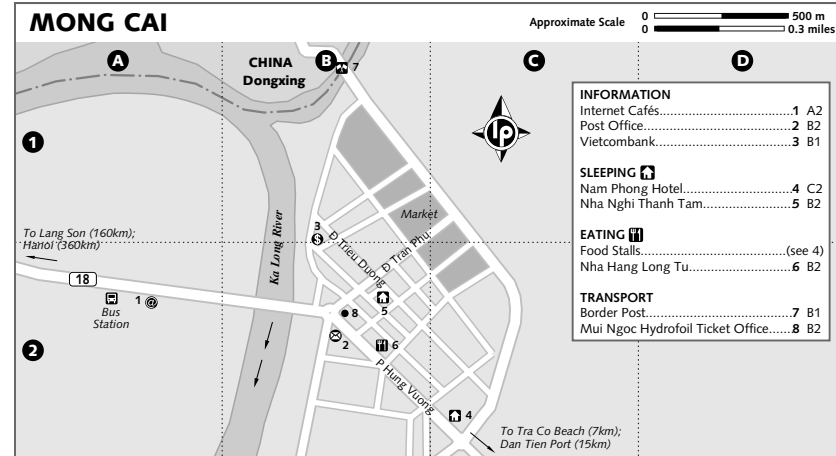 MONG CAI
Approximate Scale
0 500 m
0 0.3 miles
A
B
C
D
CHINA
Dongxing
7
1
lp
INFORMATION
Internet Cafés..........................................1 A2
Post Office...............................................2 B2
Vietcombank...........................................3 B1
SLEEPING
Nam Phong Hotel...................................4 C2
Nha Nghi Thanh Tam..............................5 B2
EATING
Food Stalls.........................................(see 4)
Nha Hang Long Tu.................................6 B2
TRANSPORT
Border Post.............................................7 B1
Mui Ngoc Hydrofoil Ticket Office......8 B2
Market
3
$
To Lang Son (160km);
Hanoi (360km)
Ka Long River
Đ Trieu Duong
Đ Tran Phu
18
Bus
Station
1 @
8
5
2
2
6
P Hung Vuong
4
To Tra Co Beach (7km);
Dan Tien Port (15km)